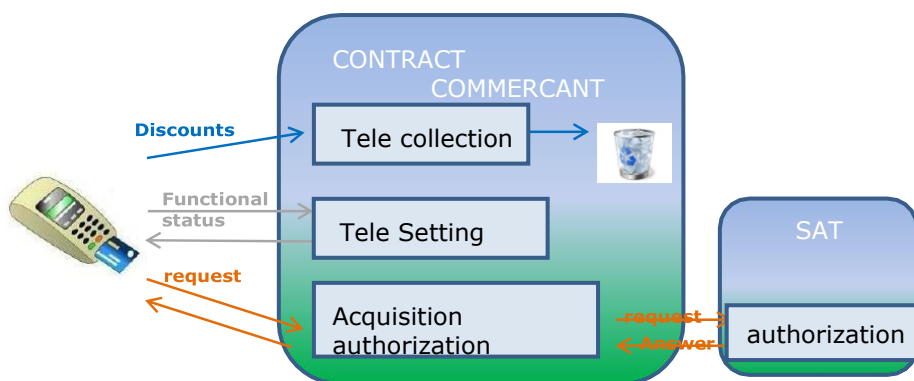 CONTRACT
COMMERCANT
Discounts
Tele collection
Functional
status
Tele Setting
SAT
request
Acquisition
authorization
request
Answer
authorization